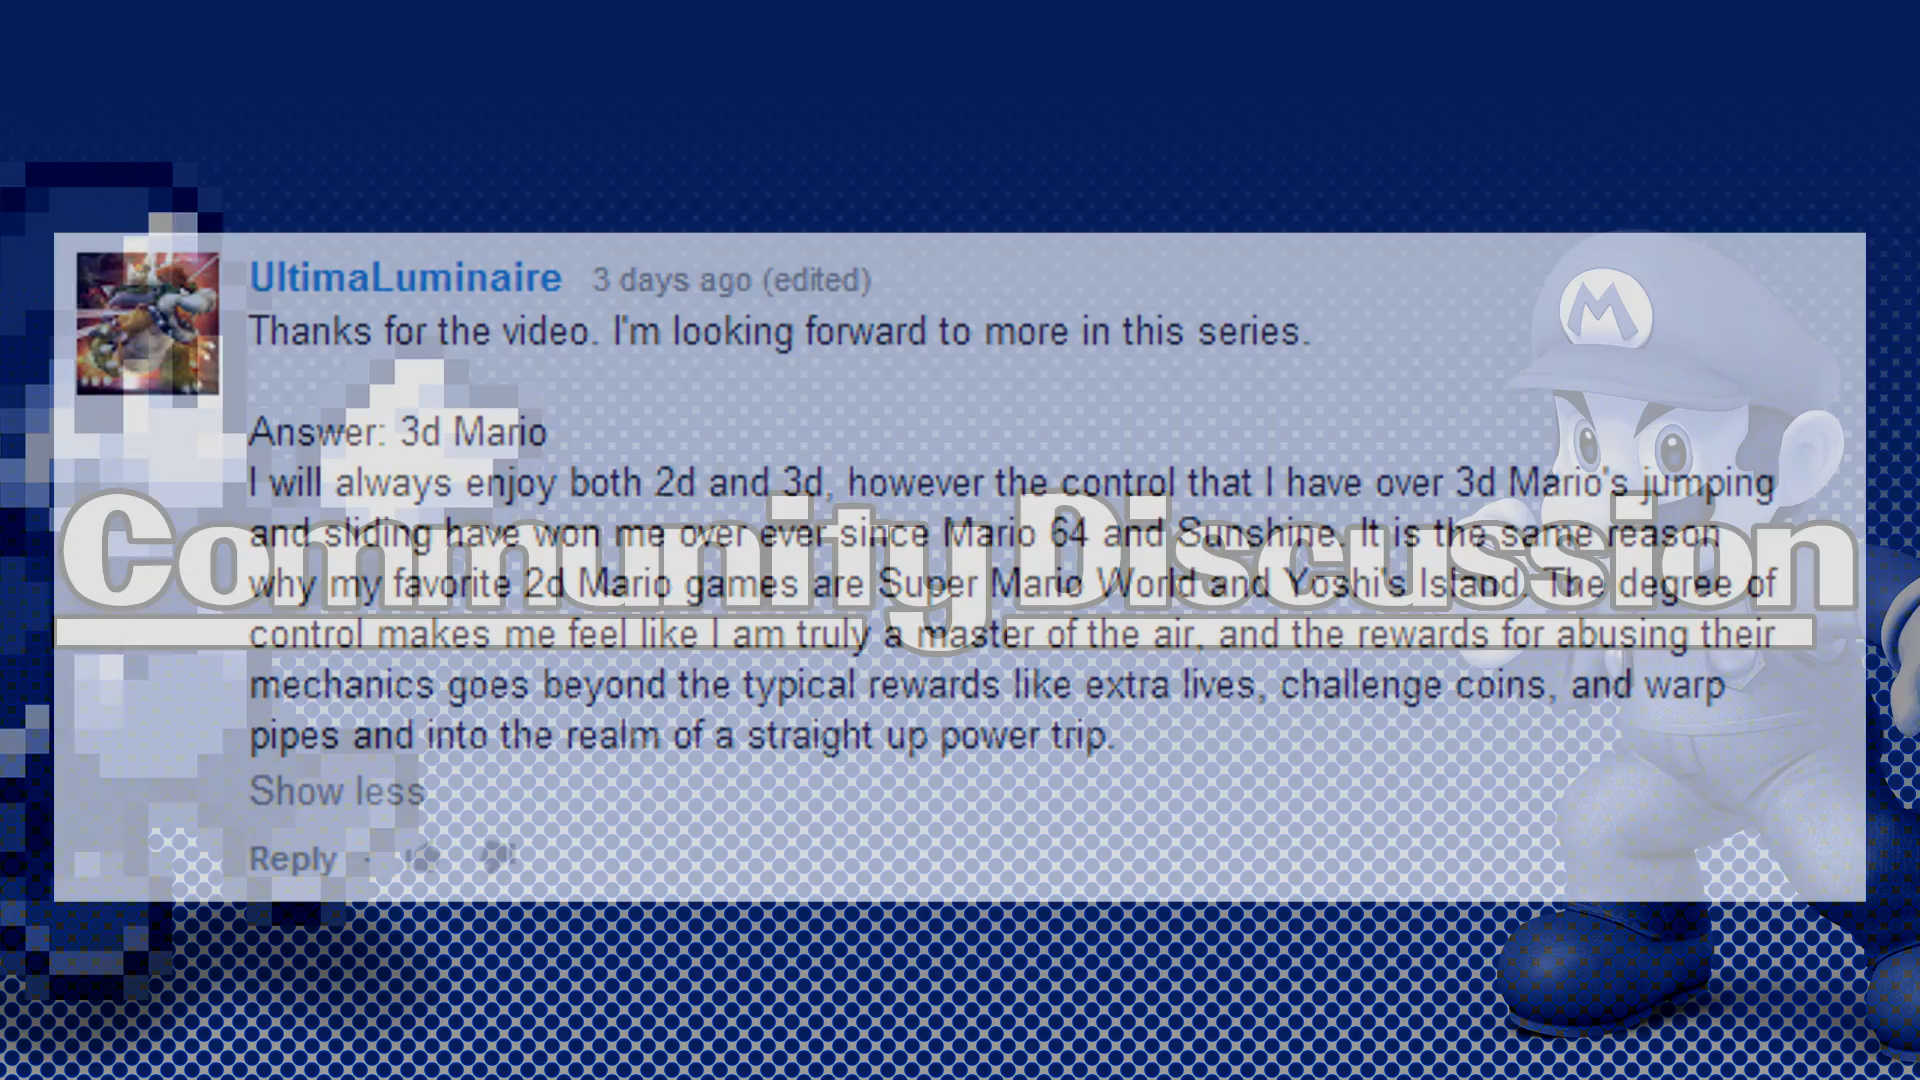 UltimaLuminaire 3 days ago (edited)
Thanks for the video. I'm looking forward to more in this series.
Answer: 3d Mario
I will always enjoy both 2d and 3d, however the control that I have over 3d Mario's jumping
and sliding have won me over ever since Mario 64 and Sunshine. It is the same reason
why my favorite 2d Mario games are Super Mario World and Yoshi's Island. The degree of
control makes me feel like I am truly a master of the air, and the rewards for abusing their
mechanics goes beyond the typical rewards like extra lives, challenge coins, and warp
pipes and into the realm of a straight up power trip.
Show less
Reply ·
Community Discussion
M